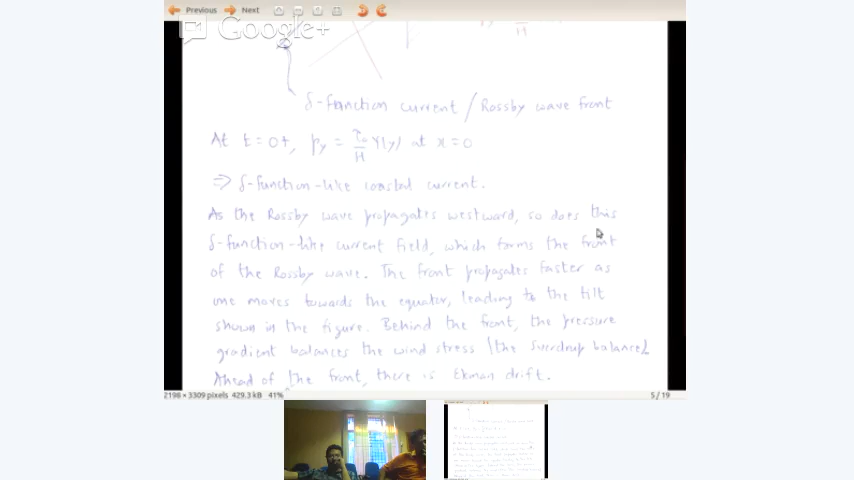 Previous Next
Google+
H
δ-function current / Rossby wave front
At t=0+, py = τ0/H Y(y) at x=0
⇒ δ-function-like coastal current.
As the Rossby wave propagates westward, so does this
δ-function-like current field, which forms the front
of the Rossby wave. The front propagates faster as
one moves towards the equator, leading to the tilt
shown in the figure. Behind the front, the pressure
gradient balances the wind stress (the Sverdrup balance).
Ahead of the front, there is Ekman drift.
2198 × 3309 pixels 429.3 kB 41% 5 / 19